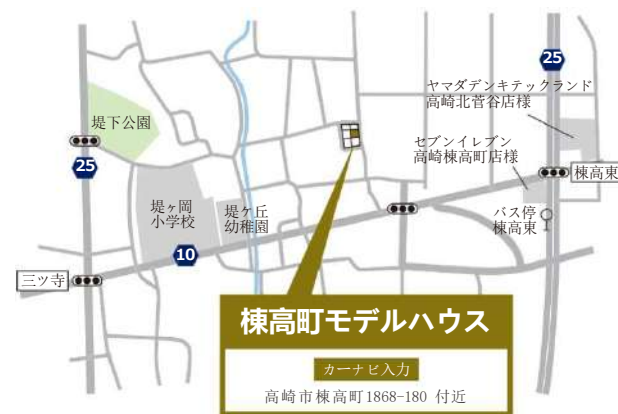 25
ヤマダデンキテックランド
高崎北菅谷店様
堤下公園
セブンイレブン
高崎棟高町店様
25
棟高東
堤ヶ岡
小学校
堤ケ丘
幼稚園
バス停
棟高東
10
三ツ寺
棟高町モデルハウス
カーナビ入力
高崎市棟高町1868-180 付近